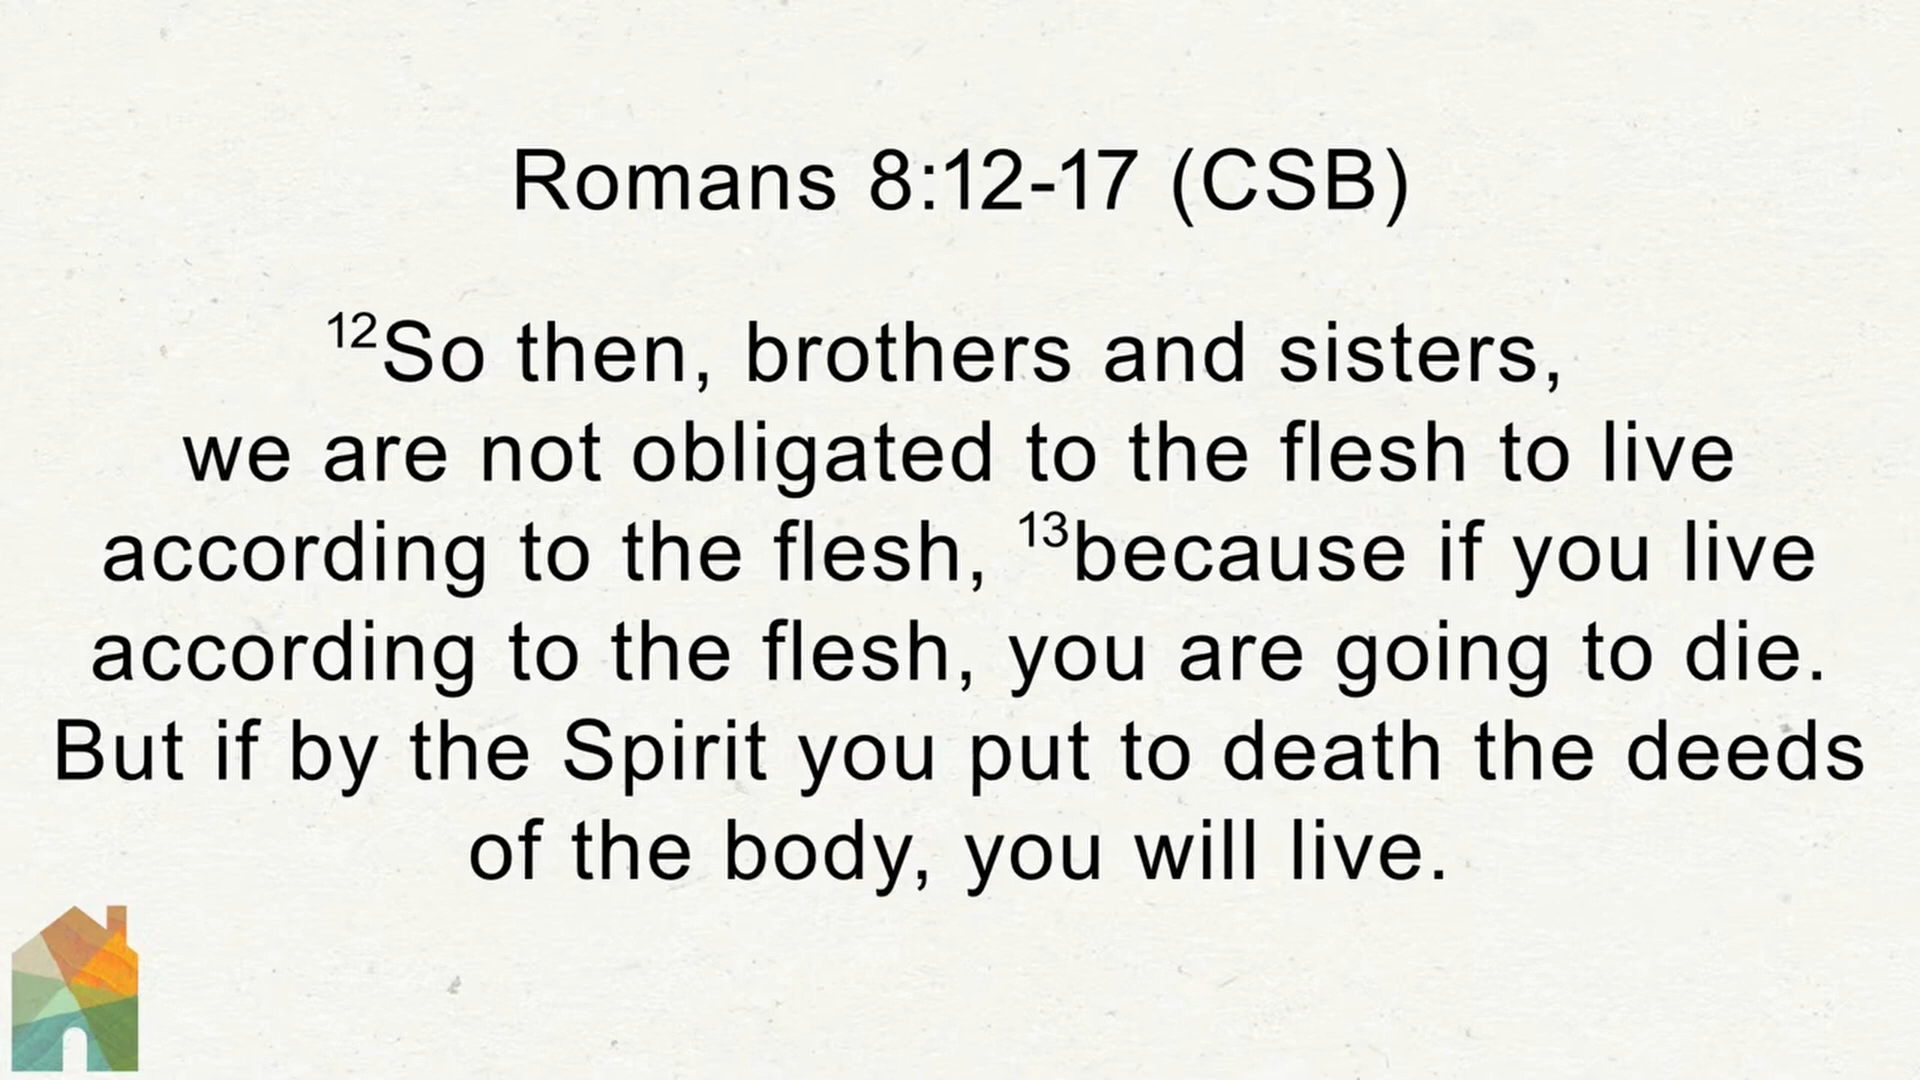 Romans 8:12-17 (CSB)
¹²So then, brothers and sisters,
we are not obligated to the flesh to live
according to the flesh, ¹³because if you live
according to the flesh, you are going to die.
But if by the Spirit you put to death the deeds
of the body, you will live.